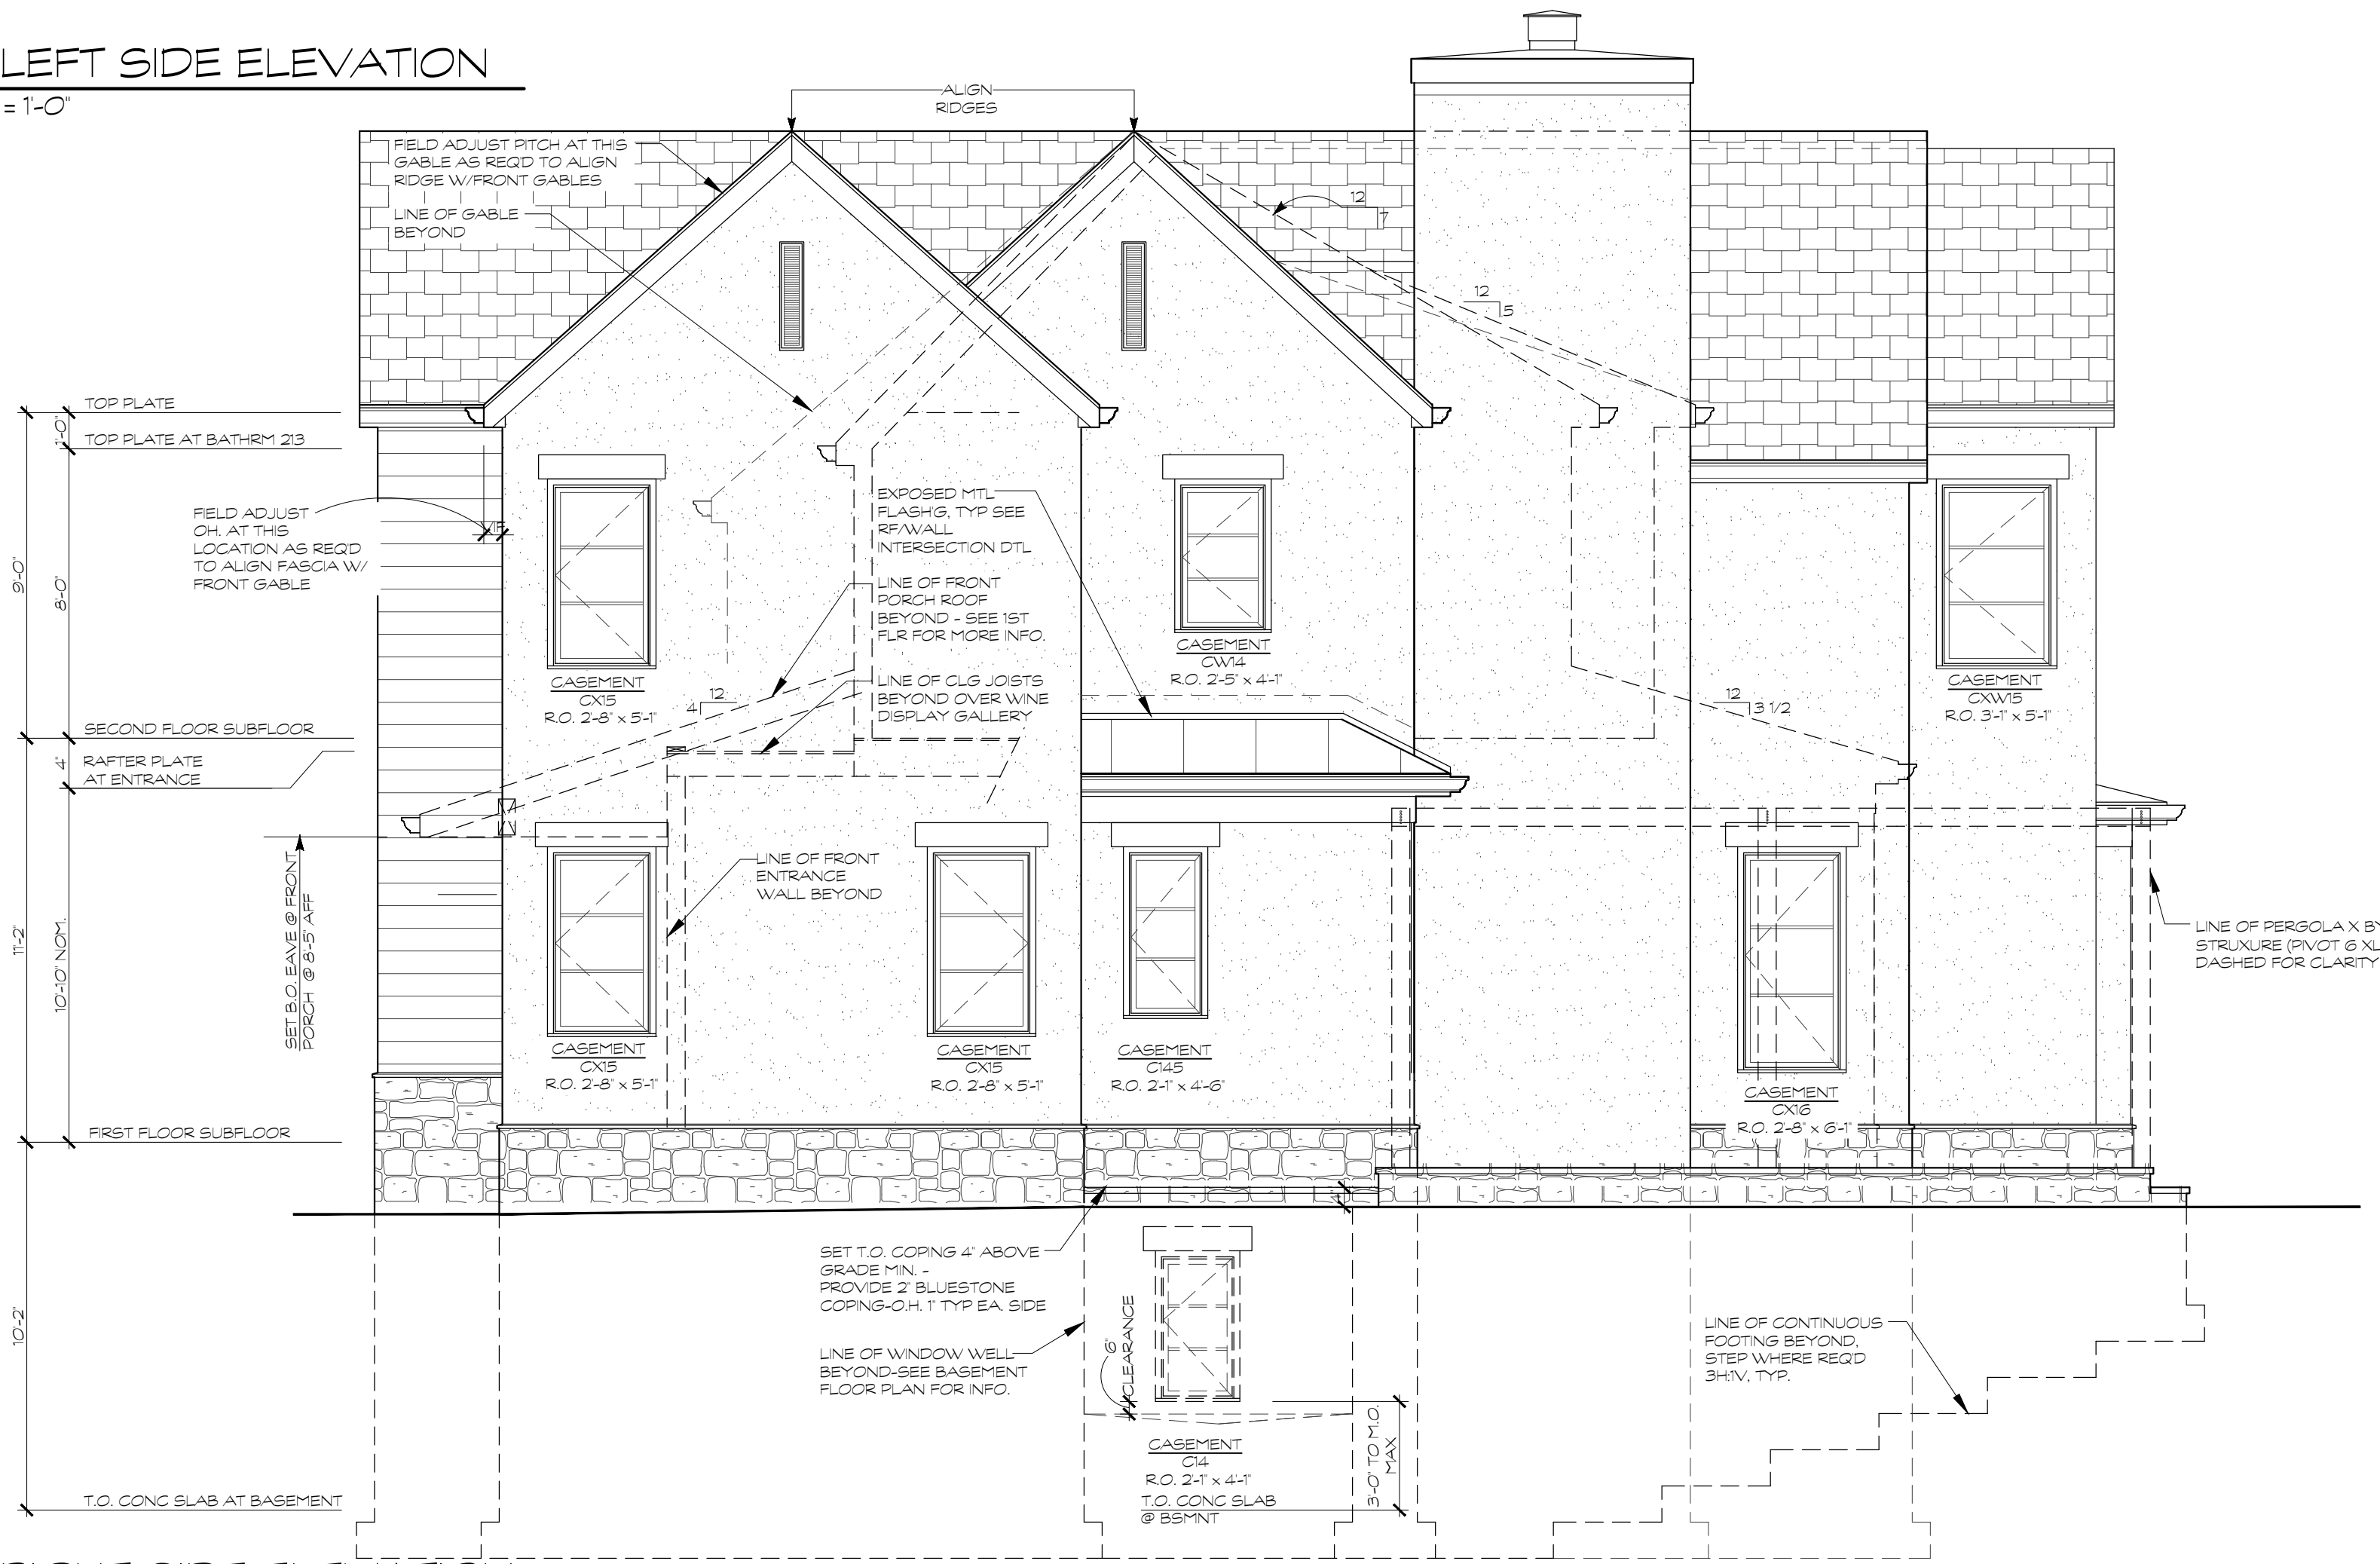 LEFT SIDE ELEVATION
= 1'-0"
ALIGN
RIDGES
FIELD ADJUST PITCH AT THIS
GABLE AS REQ'D TO ALIGN
RIDGE W/FRONT GABLES
LINE OF GABLE
BEYOND
12
7
12
5
TOP PLATE
1'-0"
TOP PLATE AT BATHRM 213
9'-0"
8'-0"
FIELD ADJUST
OH. AT THIS
LOCATION AS REQ'D
TO ALIGN FASCIA W/
FRONT GABLE
VIF
EXPOSED MTL
FLASH'G, TYP SEE
RF/WALL
INTERSECTION DTL
LINE OF FRONT
PORCH ROOF
BEYOND - SEE 1ST
FLR FOR MORE INFO.
LINE OF CLG JOISTS
BEYOND OVER WINE
DISPLAY GALLERY
CASEMENT
CX15
R.O. 2'-8" x 5'-1"
12
4
CASEMENT
CW14
R.O. 2'-5" x 4'-1"
12
3 1/2
CASEMENT
CXW15
R.O. 3'-1" x 5'-1"
SECOND FLOOR SUBFLOOR
4"
RAFTER PLATE
AT ENTRANCE
11'-2"
10'-10" NOM.
SET B.O. EAVE @ FRONT
PORCH @ 8'-5" AFF
LINE OF FRONT
ENTRANCE
WALL BEYOND
LINE OF PERGOLA X BY
STRUXURE (PIVOT 6 XL
DASHED FOR CLARITY
CASEMENT
CX15
R.O. 2'-8" x 5'-1"
CASEMENT
CX15
R.O. 2'-8" x 5'-1"
CASEMENT
C145
R.O. 2'-1" x 4'-6"
CASEMENT
CX16
R.O. 2'-8" x 6'-1"
FIRST FLOOR SUBFLOOR
4"
SET T.O. COPING 4" ABOVE
GRADE MIN. -
PROVIDE 2" BLUESTONE
COPING-O.H. 1" TYP EA. SIDE
LINE OF WINDOW WELL
BEYOND-SEE BASEMENT
FLOOR PLAN FOR INFO.
6"
CLEARANCE
LINE OF CONTINUOUS
FOOTING BEYOND,
STEP WHERE REQ'D
3H:1V, TYP.
10'-2"
CASEMENT
C14
R.O. 2'-1" x 4'-1"
3'-0" TO M.O.
MAX
T.O. CONC SLAB AT BASEMENT
T.O. CONC SLAB
@ BSMNT